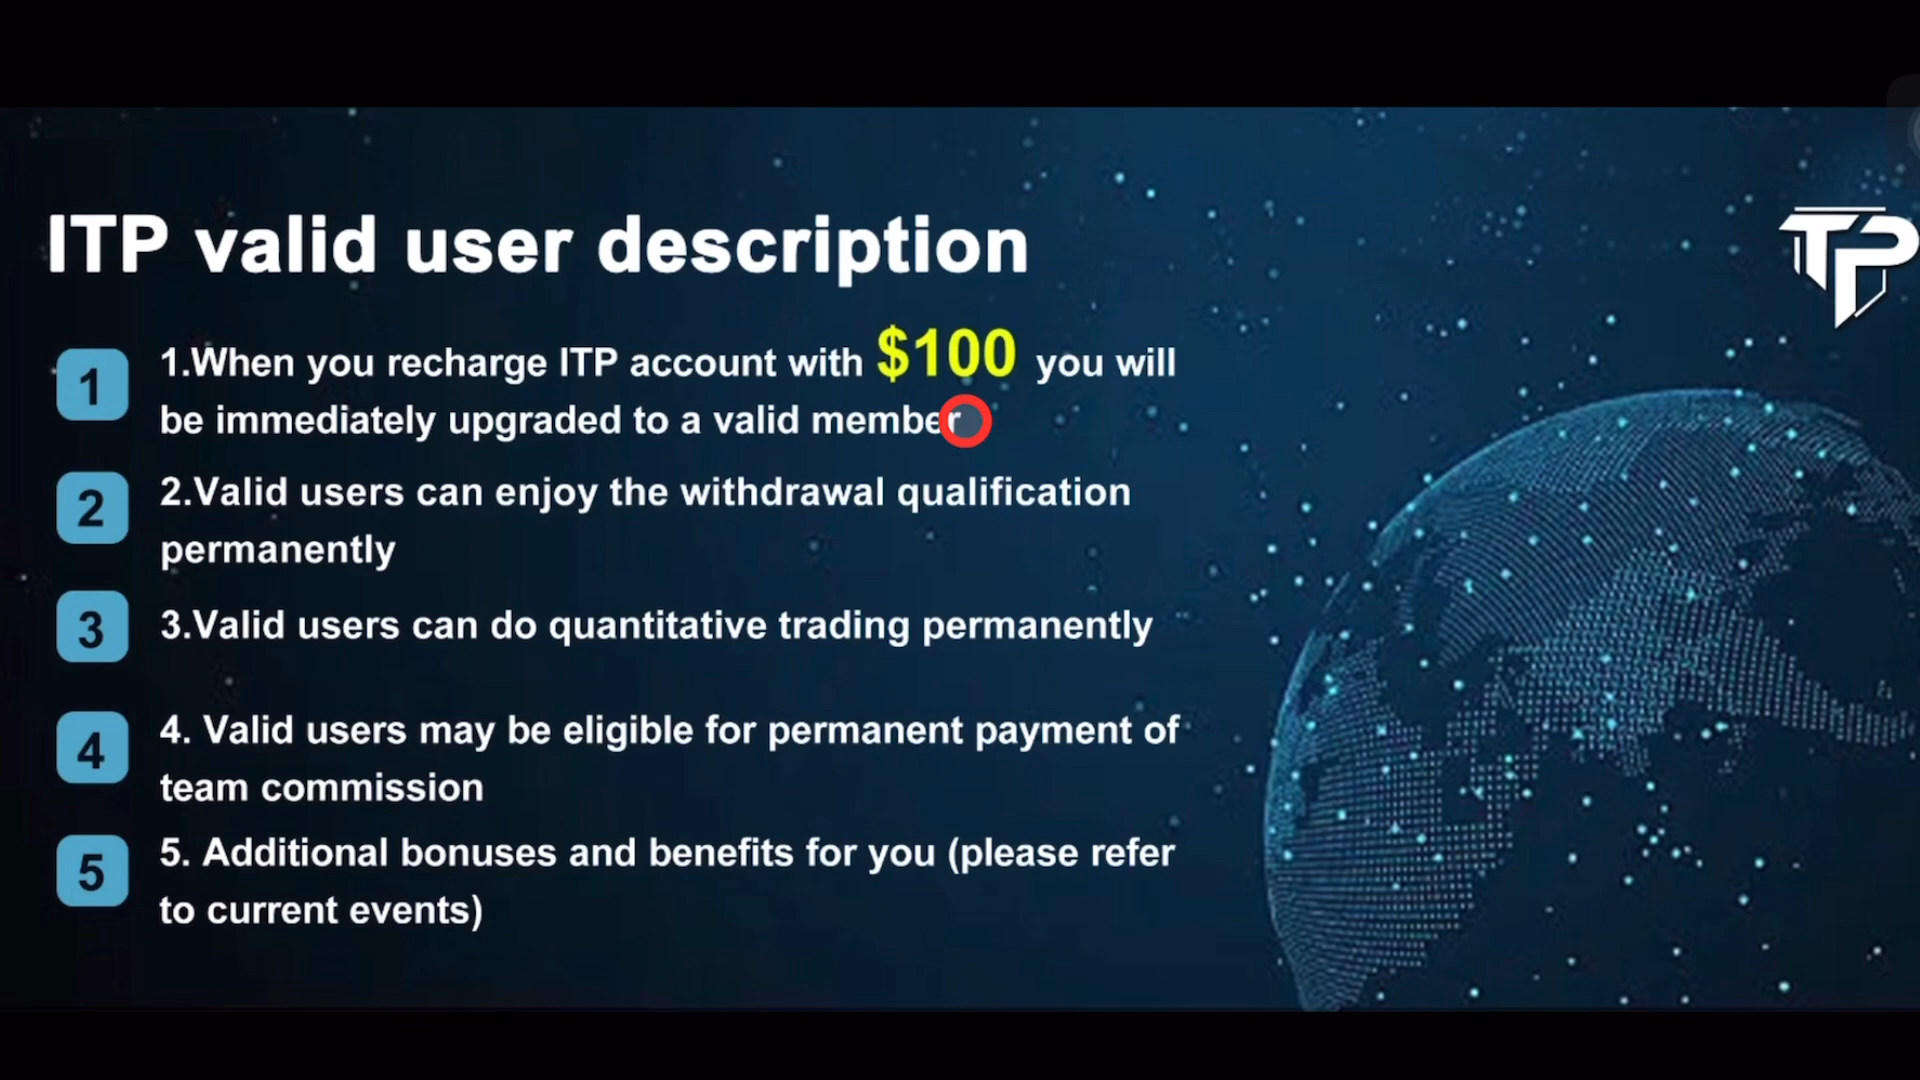 ITP valid user description
TP
1
1.When you recharge ITP account with $100 you will
be immediately upgraded to a valid member
2
2.Valid users can enjoy the withdrawal qualification
permanently
3
3.Valid users can do quantitative trading permanently
4
4. Valid users may be eligible for permanent payment of
team commission
5
5. Additional bonuses and benefits for you (please refer
to current events)